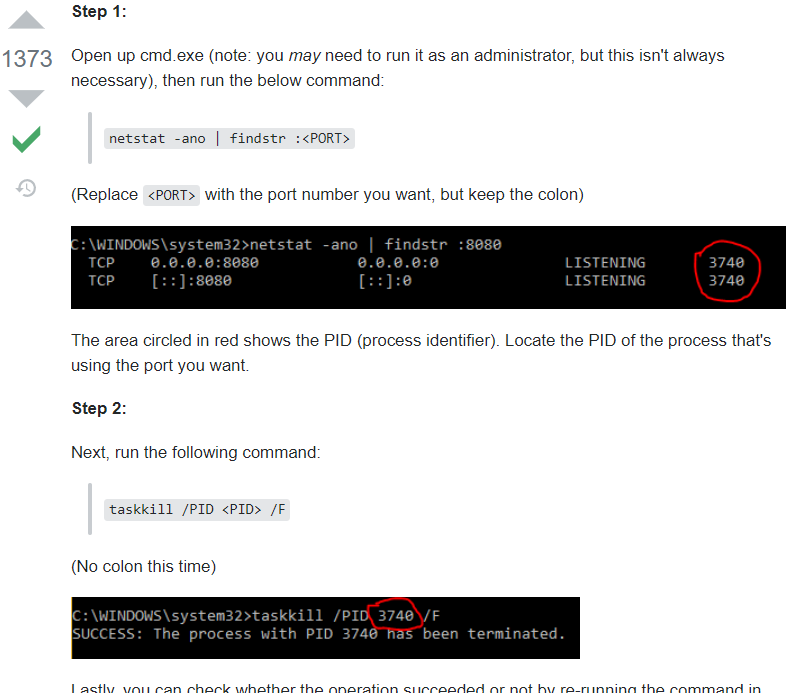 Step 1:
1373
Open up cmd.exe (note: you may need to run it as an administrator, but this isn't always
necessary), then run the below command:
netstat -ano | findstr :<PORT>
(Replace <PORT> with the port number you want, but keep the colon)
C:\WINDOWS\system32>netstat -ano | findstr :8080
TCP 0.0.0.0:8080 0.0.0.0:0 LISTENING 3740
TCP [::]:8080 [::]:0 LISTENING 3740
The area circled in red shows the PID (process identifier). Locate the PID of the process that's
using the port you want.
Step 2:
Next, run the following command:
taskkill /PID <PID> /F
(No colon this time)
C:\WINDOWS\system32>taskkill /PID 3740 /F
SUCCESS: The process with PID 3740 has been terminated.
Lastly, you can check whether the operation succeeded or not by re-running the command in